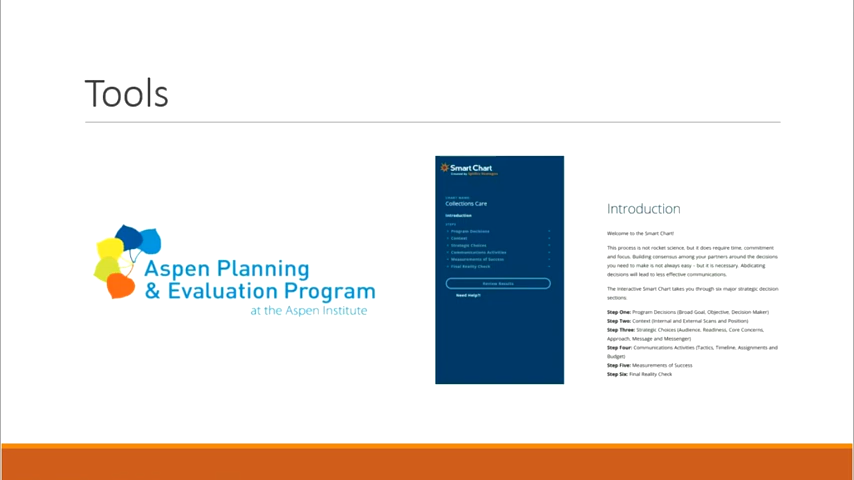 Tools
Aspen Planning
& Evaluation Program
at the Aspen Institute
Smart Chart
CHART NAME
Collections Care
Introduction
STEPS
Program Decisions
Context
Strategic Choices
Communications Activities
Measurements of Success
Final Reality Check
Review Results
Need Help?
Introduction
Welcome to the Smart Chart!
This process is not rocket science, but it does require time, commitment
and focus. Building consensus among your partners around the decisions
you need to make is not always easy – but it is necessary. Abdicating
decisions will lead to less effective communications.
The Interactive Smart Chart takes you through six major strategic decision
sections.
Step One: Program Decisions (Broad Goal, Objective, Decision Maker)
Step Two: Context (Internal and External Scans and Position)
Step Three: Strategic Choices (Audience, Readiness, Core Concerns,
Approach, Message and Messenger)
Step Four: Communications Activities (Tactics, Timeline, Assignments and
Budget)
Step Five: Measurements of Success
Step Six: Final Reality Check